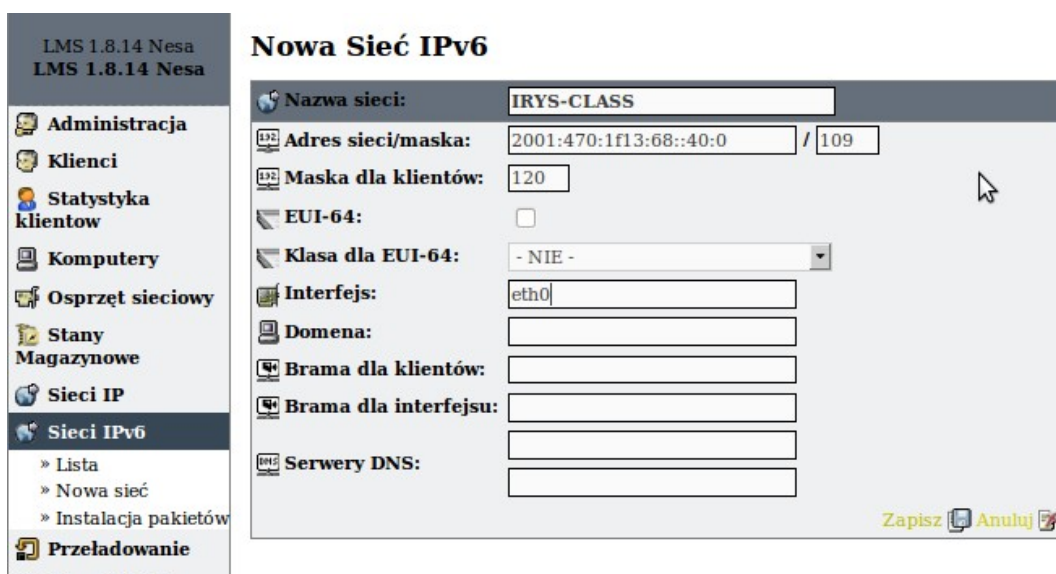 LMS 1.8.14 Nesa
LMS 1.8.14 Nesa
Administracja
Klienci
Statystyka
klientow
Komputery
Osprzęt sieciowy
Stany
Magazynowe
Sieci IP
Sieci IPv6
» Lista
» Nowa sieć
» Instalacja pakietów
Przeładowanie
Nowa Sieć IPv6
Nazwa sieci: IRYS-CLASS
Adres sieci/maska: 2001:470:1f13:68::40:0 / 109
Maska dla klientów: 120
EUI-64:
Klasa dla EUI-64: - NIE -
Interfejs: eth0
Domena:
Brama dla klientów:
Brama dla interfejsu:
Serwery DNS:
Zapisz Anuluj